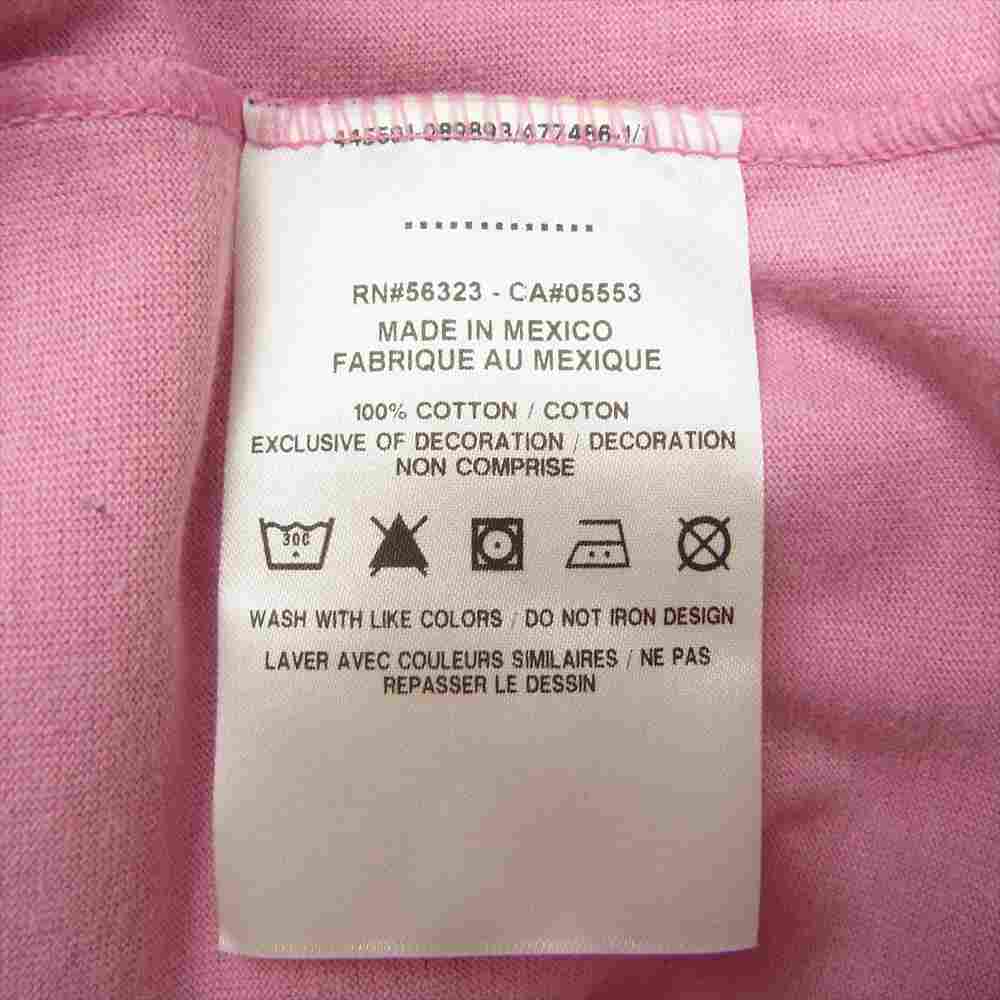 RN#56323 - CA#05553
MADE IN MEXICO
FABRIQUE AU MEXIQUE
100% COTTON / COTON
EXCLUSIVE OF DECORATION / DECORATION
NON COMPRISE
30C
WASH WITH LIKE COLORS / DO NOT IRON DESIGN
LAVER AVEC COULEURS SIMILAIRES / NE PAS
REPASSER LE DESSIN